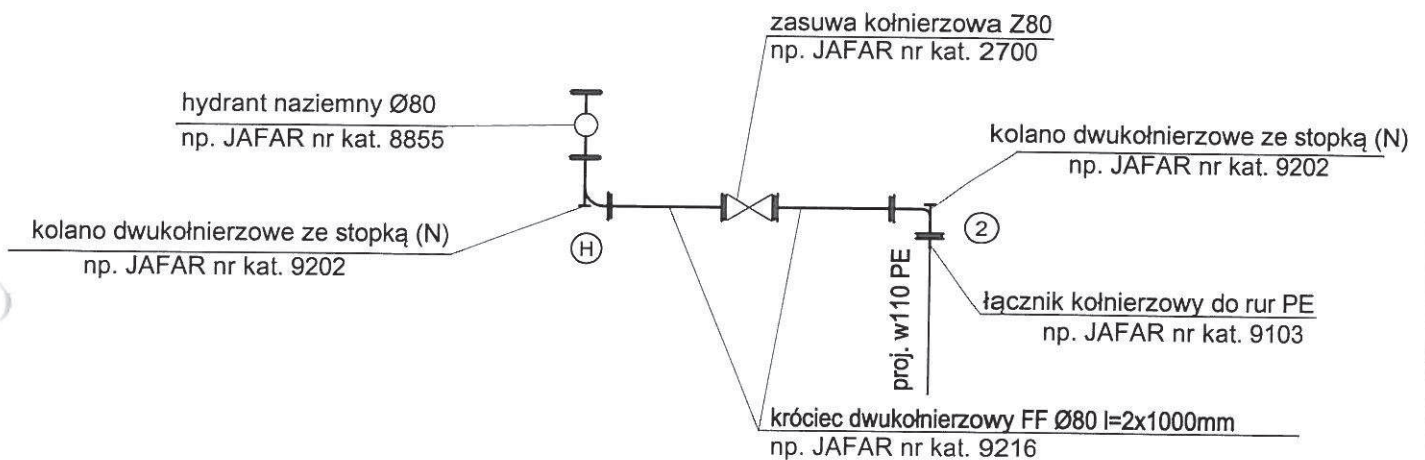 zasuwa kołnierzowa Z80
np. JAFAR nr kat. 2700
hydrant naziemny Ø80
np. JAFAR nr kat. 8855
kolano dwukołnierzowe ze stopką (N)
np. JAFAR nr kat. 9202
kolano dwukołnierzowe ze stopką (N)
np. JAFAR nr kat. 9202
H
2
proj. w110 PE
łącznik kołnierzowy do rur PE
np. JAFAR nr kat. 9103
króciec dwukołnierzowy FF Ø80 l=2x1000mm
np. JAFAR nr kat. 9216